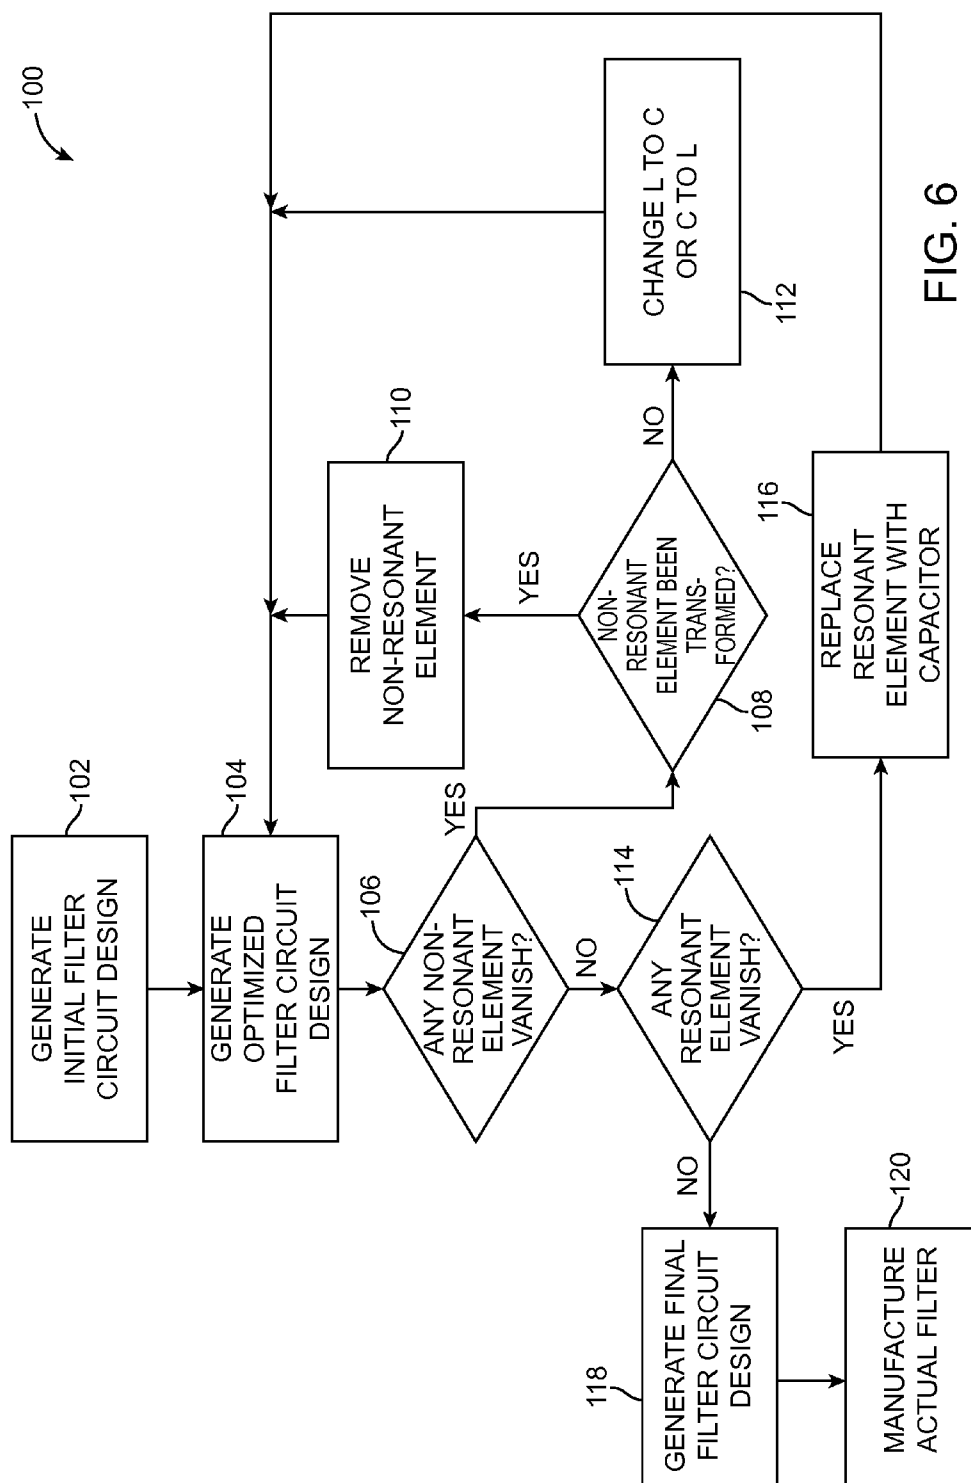 100
102
GENERATE
INITIAL FILTER
CIRCUIT DESIGN
104
GENERATE
OPTIMIZED
FILTER CIRCUIT
DESIGN
106
ANY NON-
RESONANT
ELEMENT
VANISH?
YES
NO
108
NON-
RESONANT
ELEMENT BEEN
TRANS-
FORMED?
YES
NO
110
REMOVE
NON-RESONANT
ELEMENT
112
CHANGE L TO C
OR C TO L
114
ANY
RESONANT
ELEMENT
VANISH?
YES
NO
116
REPLACE
RESONANT
ELEMENT WITH
CAPACITOR
118
GENERATE FINAL
FILTER CIRCUIT
DESIGN
120
MANUFACTURE
ACTUAL FILTER
FIG. 6